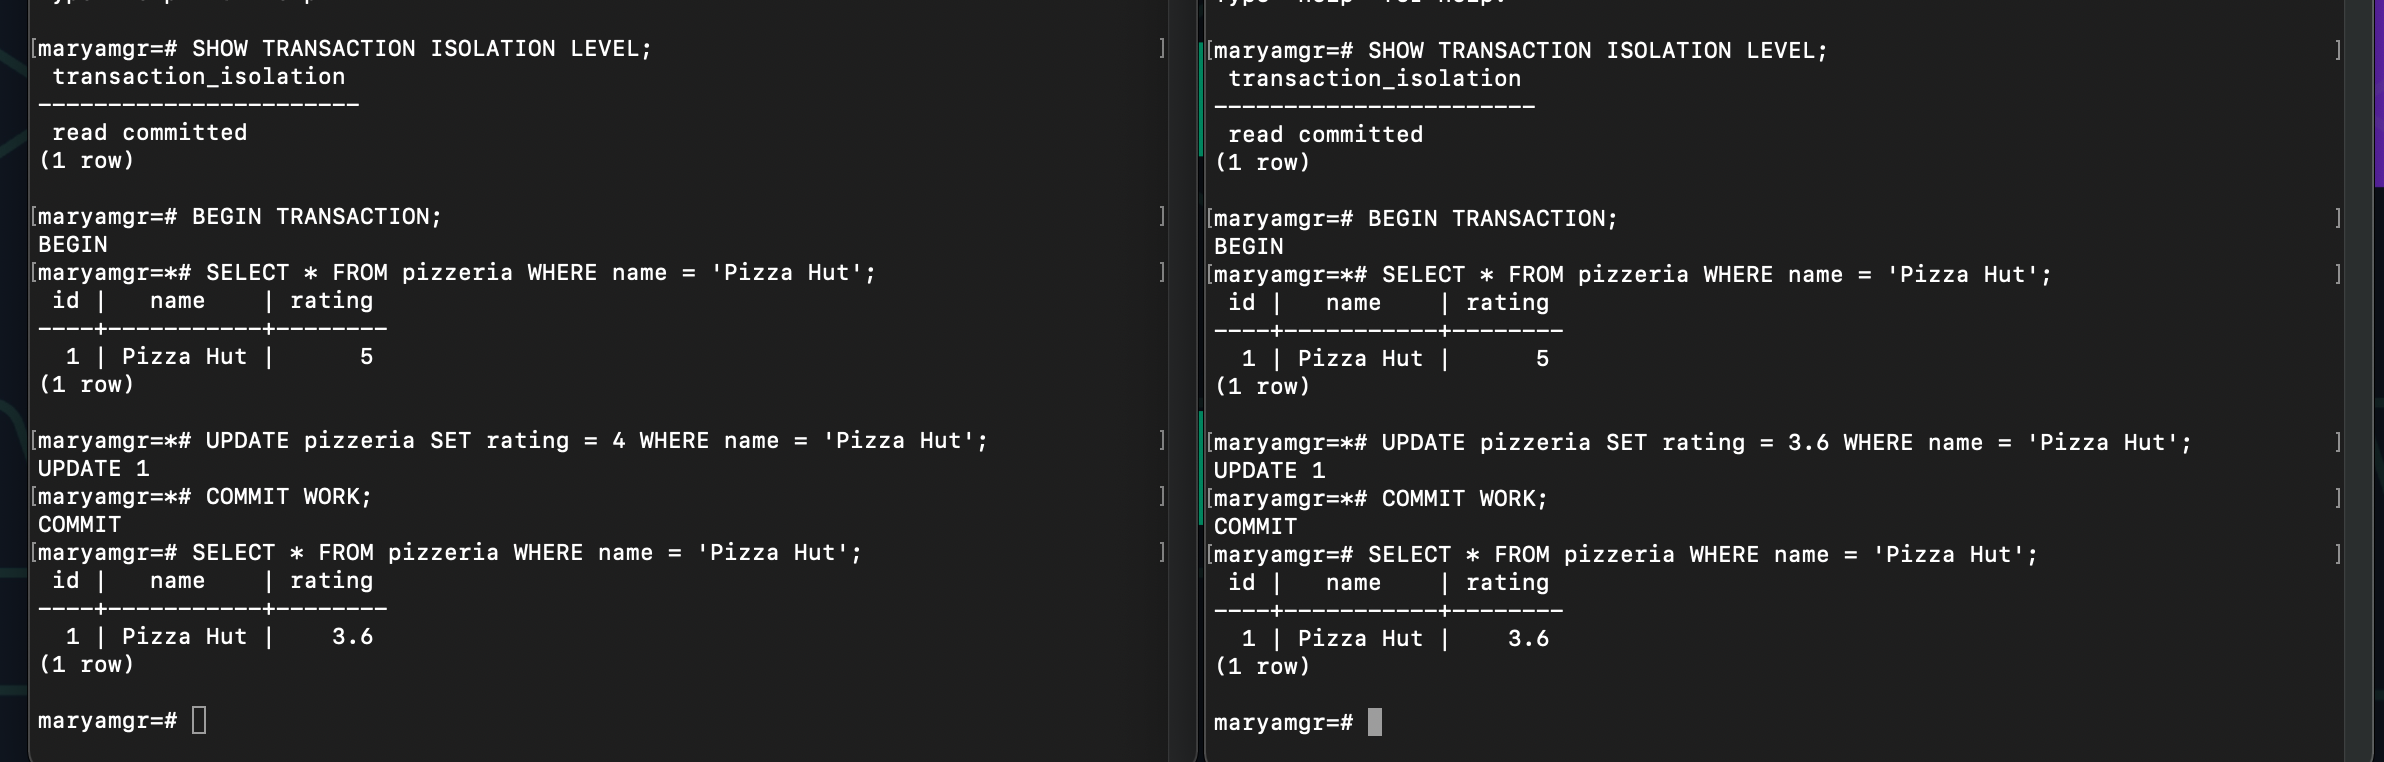 [maryamgr=# SHOW TRANSACTION ISOLATION LEVEL; ]
transaction_isolation
-----------------------
read committed
(1 row)
[maryamgr=# BEGIN TRANSACTION; ]
BEGIN
[maryamgr=*# SELECT * FROM pizzeria WHERE name = 'Pizza Hut'; ]
id | name | rating
----+-----------+--------
1 | Pizza Hut | 5
(1 row)
[maryamgr=*# UPDATE pizzeria SET rating = 4 WHERE name = 'Pizza Hut'; ]
UPDATE 1
[maryamgr=*# COMMIT WORK; ]
COMMIT
[maryamgr=# SELECT * FROM pizzeria WHERE name = 'Pizza Hut'; ]
id | name | rating
----+-----------+--------
1 | Pizza Hut | 3.6
(1 row)
maryamgr=#
[maryamgr=# SHOW TRANSACTION ISOLATION LEVEL; ]
transaction_isolation
-----------------------
read committed
(1 row)
[maryamgr=# BEGIN TRANSACTION; ]
BEGIN
[maryamgr=*# SELECT * FROM pizzeria WHERE name = 'Pizza Hut'; ]
id | name | rating
----+-----------+--------
1 | Pizza Hut | 5
(1 row)
[maryamgr=*# UPDATE pizzeria SET rating = 3.6 WHERE name = 'Pizza Hut'; ]
UPDATE 1
[maryamgr=*# COMMIT WORK; ]
COMMIT
[maryamgr=# SELECT * FROM pizzeria WHERE name = 'Pizza Hut'; ]
id | name | rating
----+-----------+--------
1 | Pizza Hut | 3.6
(1 row)
maryamgr=#